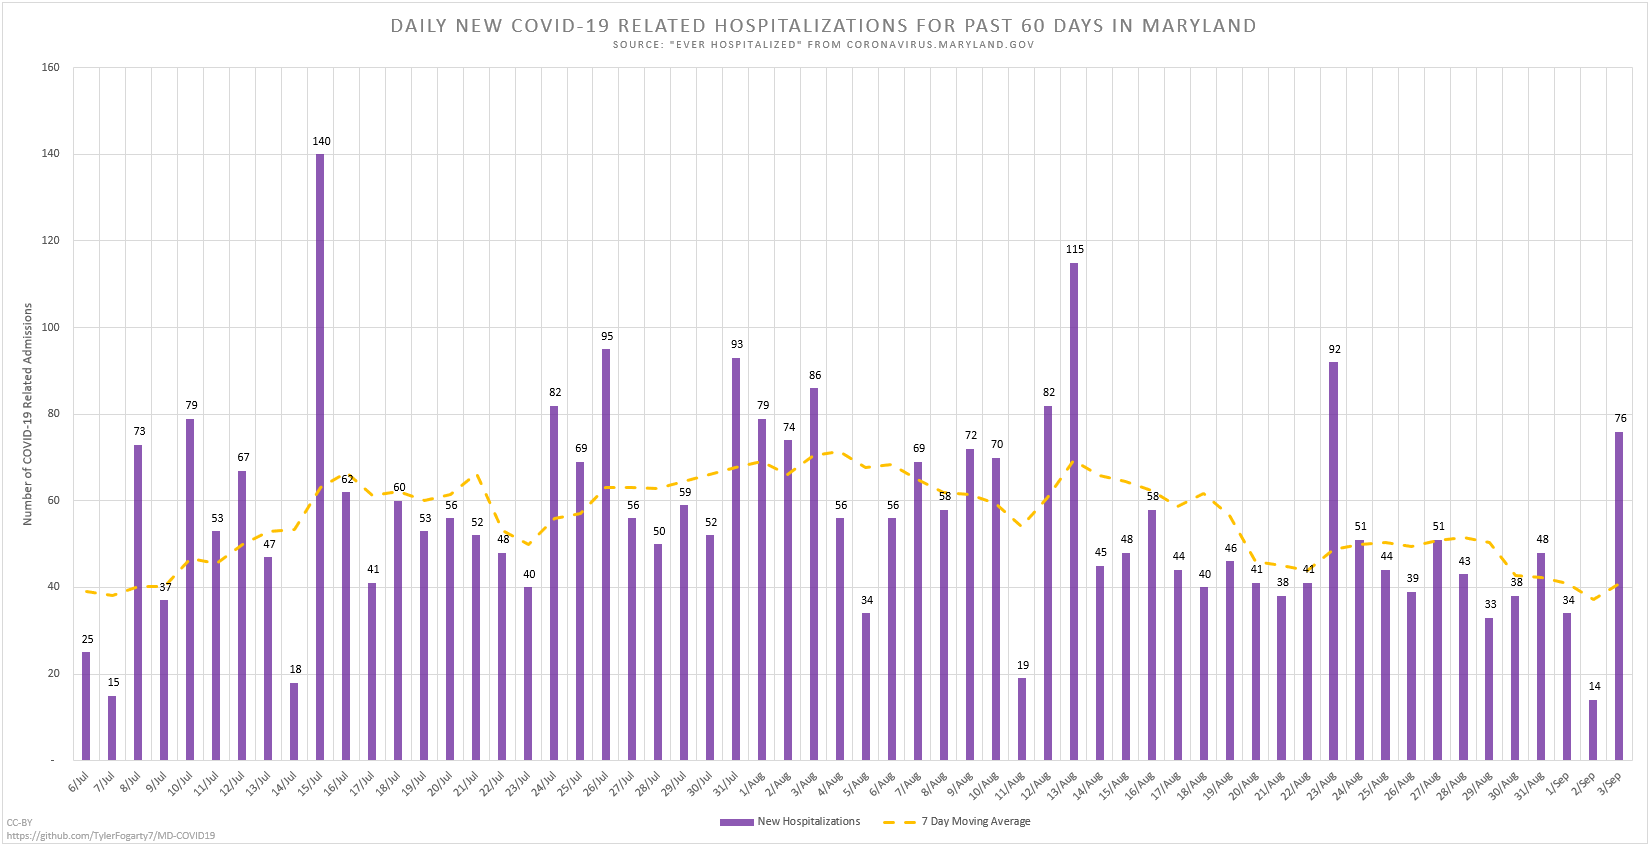 DAILY NEW COVID-19 RELATED HOSPITALIZATIONS FOR PAST 60 DAYS IN MARYLAND
SOURCE: "EVER HOSPITALIZED" FROM CORONAVIRUS.MARYLAND.GOV
Number of COVID-19 Related Admissions
160
140
120
100
80
60
40
20
-
25
15
73
37
79
53
67
47
18
140
62
41
60
53
56
52
48
40
82
69
95
56
50
59
52
93
79
74
86
56
34
56
69
58
72
70
19
82
115
45
48
58
44
40
46
41
38
41
92
51
44
39
51
43
33
38
48
34
14
76
6/Jul
7/Jul
8/Jul
9/Jul
10/Jul
11/Jul
12/Jul
13/Jul
14/Jul
15/Jul
16/Jul
17/Jul
18/Jul
19/Jul
20/Jul
21/Jul
22/Jul
23/Jul
24/Jul
25/Jul
26/Jul
27/Jul
28/Jul
29/Jul
30/Jul
31/Jul
1/Aug
2/Aug
3/Aug
4/Aug
5/Aug
6/Aug
7/Aug
8/Aug
9/Aug
10/Aug
11/Aug
12/Aug
13/Aug
14/Aug
15/Aug
16/Aug
17/Aug
18/Aug
19/Aug
20/Aug
21/Aug
22/Aug
23/Aug
24/Aug
25/Aug
26/Aug
27/Aug
28/Aug
29/Aug
30/Aug
31/Aug
1/Sep
2/Sep
3/Sep
New Hospitalizations
7 Day Moving Average
CC-BY
https://github.com/TylerFogarty7/MD-COVID19